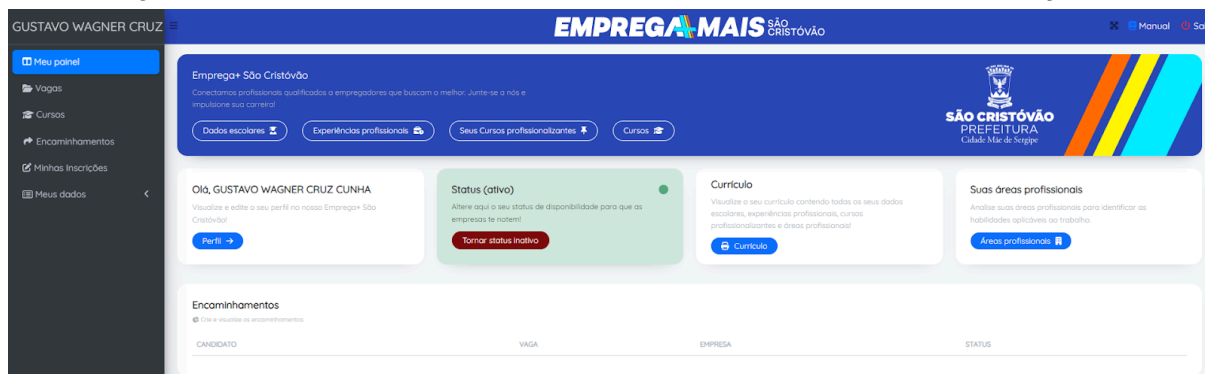 GUSTAVO WAGNER CRUZ
EMPREGA+MAIS SÃO CRISTÓVÃO
Manual
Sa
Meu painel
Vagas
Cursos
Encaminhamentos
Minhas Inscrições
Meus dados
Emprega+ São Cristóvão
Conectamos profissionais qualificados a empregadores que buscam o melhor. Junte-se a nós e
impulsione sua carreira!
Dados escolares
Experiências profissionais
Seus Cursos profissionalizantes
Cursos
SÃO CRISTÓVÃO
PREFEITURA
Cidade Mãe de Sergipe
Olá, GUSTAVO WAGNER CRUZ CUNHA
Visualize e edite o seu perfil no nosso Emprega+ São
Cristóvão!
Perfil
Status (ativo)
Altere aqui o seu status de disponibilidade para que as
empresas te notem!
Tornar status inativo
Currículo
Visualize o seu currículo contendo todos os seus dados
escolares, experiências profissionais, cursos
profissionalizantes e áreas profissionais!
Currículo
Suas áreas profissionais
Analise suas áreas profissionais para identificar as
habilidades aplicáveis ao trabalho.
Áreas profissionais
Encaminhamentos
Crie e visualize os encaminhamentos.
CANDIDATO
VAGA
EMPRESA
STATUS